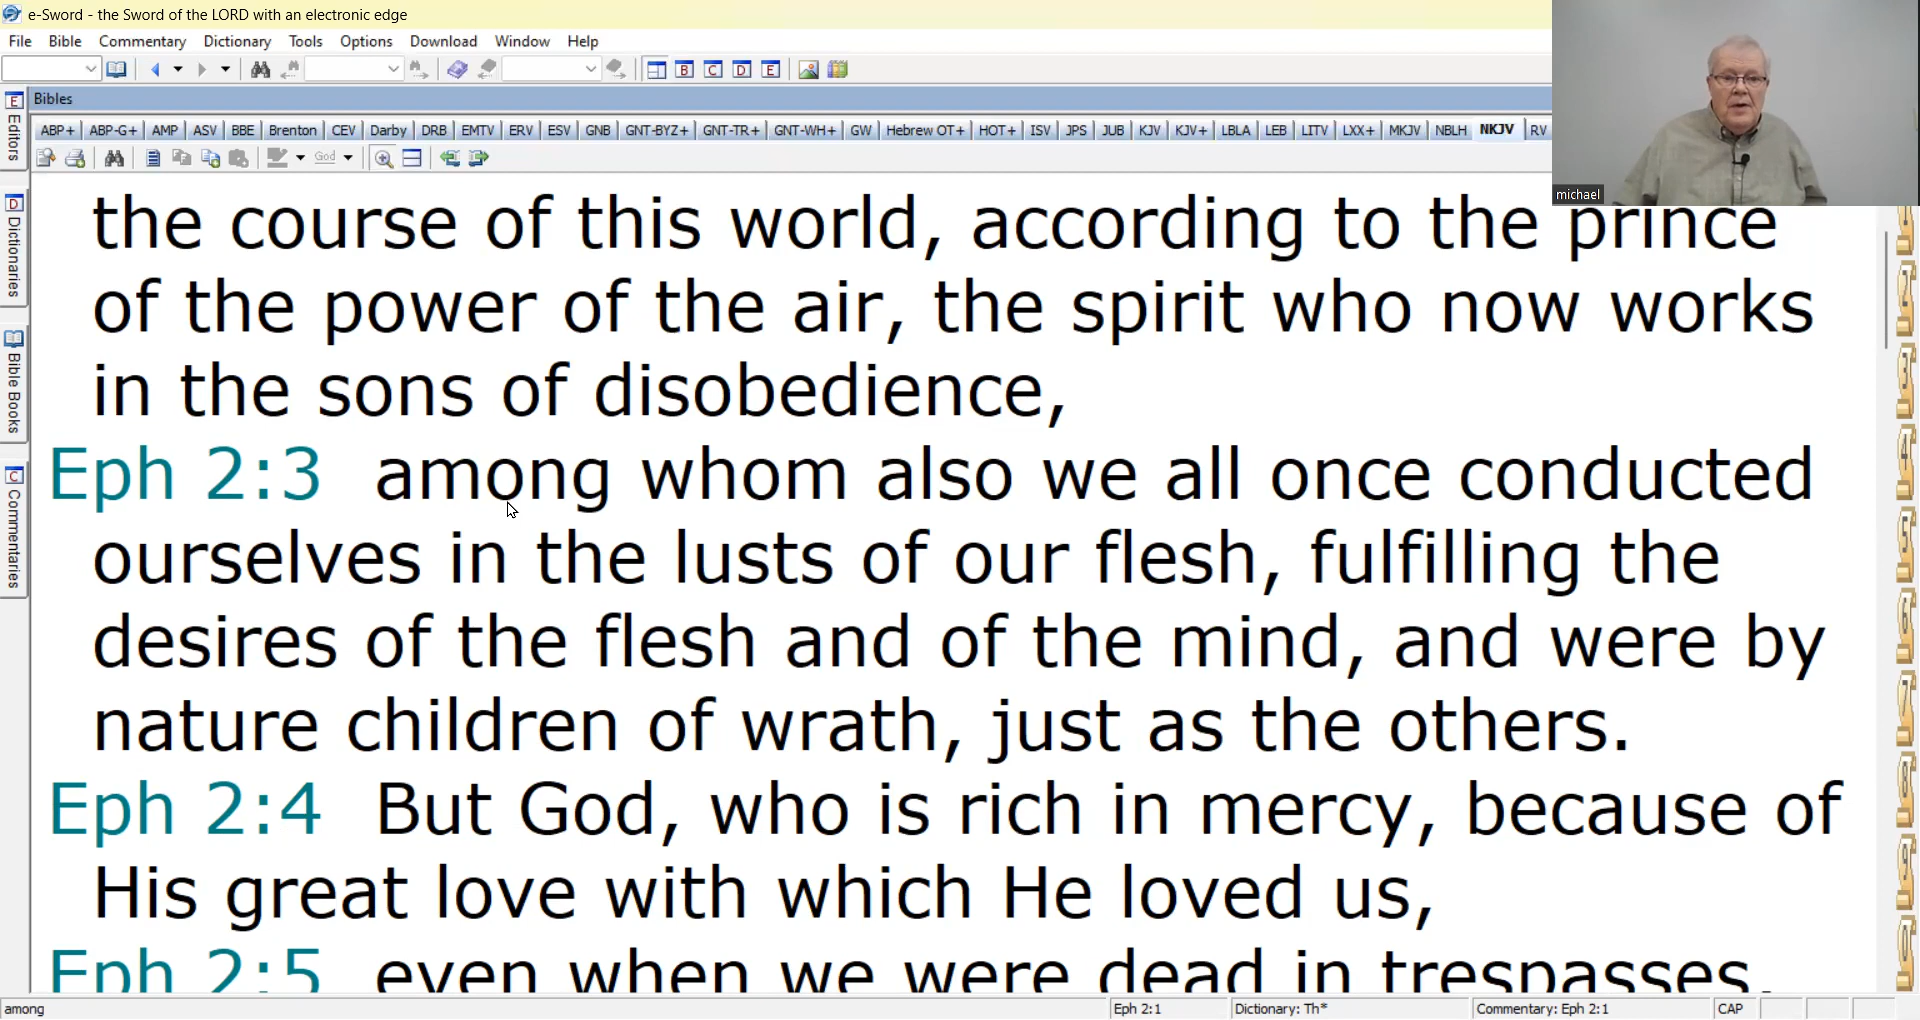 e-Sword - the Sword of the LORD with an electronic edge
File Bible Commentary Dictionary Tools Options Download Window Help
Bibles
ABP+ ABP-G+ AMP ASV BBE Brenton CEV Darby DRB EMTV ERV ESV GNB GNT-BYZ+ GNT-TR+ GNT-WH+ GW Hebrew OT+ HOT+ ISV JPS JUB KJV KJV+ LBLA LEB LITV LXX+ MKJV NBLH NKJV RV
God
Editors
Dictionaries
Bible Books
Commentaries
michael
the course of this world, according to the prince
of the power of the air, the spirit who now works
in the sons of disobedience,
Eph 2:3 among whom also we all once conducted
ourselves in the lusts of our flesh, fulfilling the
desires of the flesh and of the mind, and were by
nature children of wrath, just as the others.
Eph 2:4 But God, who is rich in mercy, because of
His great love with which He loved us,
Eph 2:5 even when we were dead in trespasses,
among Eph 2:1 Dictionary: Th* Commentary: Eph 2:1 CAP